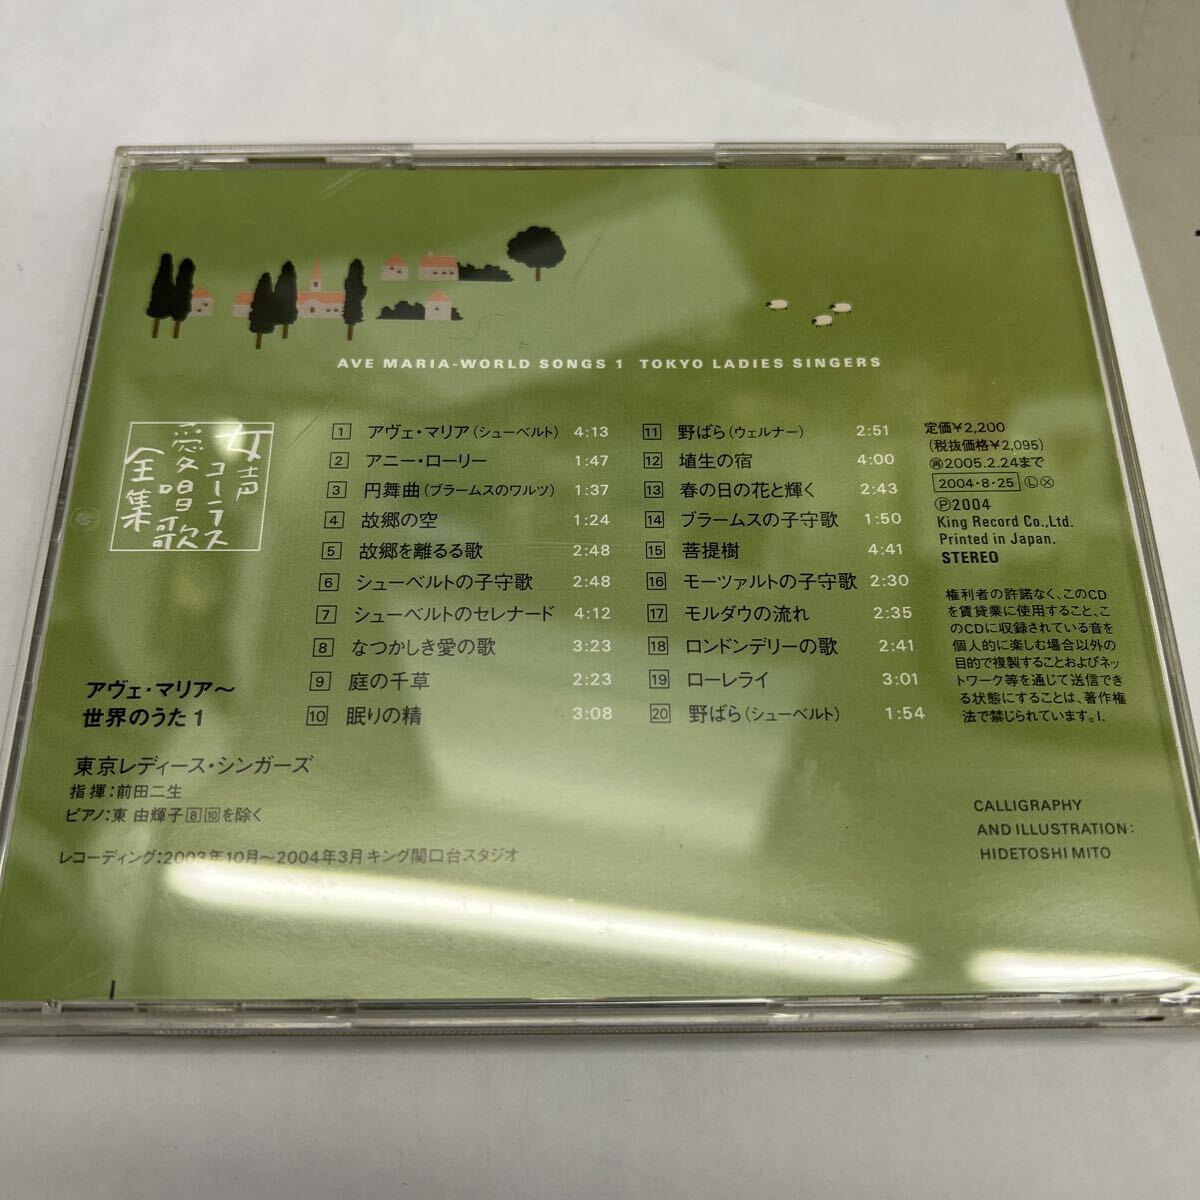 AVE MARIA-WORLD SONGS 1 TOKYO LADIES SINGERS
女声
コーラス
愛唱歌
全集
アヴェ・マリア〜
世界のうた1
東京レディース・シンガーズ
指揮:前田二生
ピアノ:東 由輝子 8 10 を除く
レコーディング:2003年10月〜2004年3月 キング関口台スタジオ
1 アヴェ・マリア(シューベルト) 4:13
2 アニー・ローリー 1:47
3 円舞曲(ブラームスのワルツ) 1:37
4 故郷の空 1:24
5 故郷を離るる歌 2:48
6 シューベルトの子守歌 2:48
7 シューベルトのセレナード 4:12
8 なつかしき愛の歌 3:23
9 庭の千草 2:23
10 眠りの精 3:08
11 野ばら(ウェルナー) 2:51
12 埴生の宿 4:00
13 春の日の花と輝く 2:43
14 ブラームスの子守歌 1:50
15 菩提樹 4:41
16 モーツァルトの子守歌 2:30
17 モルダウの流れ 2:35
18 ロンドンデリーの歌 2:41
19 ローレライ 3:01
20 野ばら(シューベルト) 1:54
定価¥2,200
(税抜価格¥2,095)
㊢2005.2.24まで
2004・8・25 Ⓛ Ⓧ
Ⓟ2004
King Record Co.,Ltd.
Printed in Japan.
STEREO
権利者の許諾なく、このCD
を賃貸業に使用すること、こ
のCDに収録されている音を
個人的に楽しむ場合以外の
目的で複製することおよびネッ
トワーク等を通じて送信でき
る状態にすることは、著作権
法で禁じられています。I.
CALLIGRAPHY
AND ILLUSTRATION:
HIDETOSHI MITO